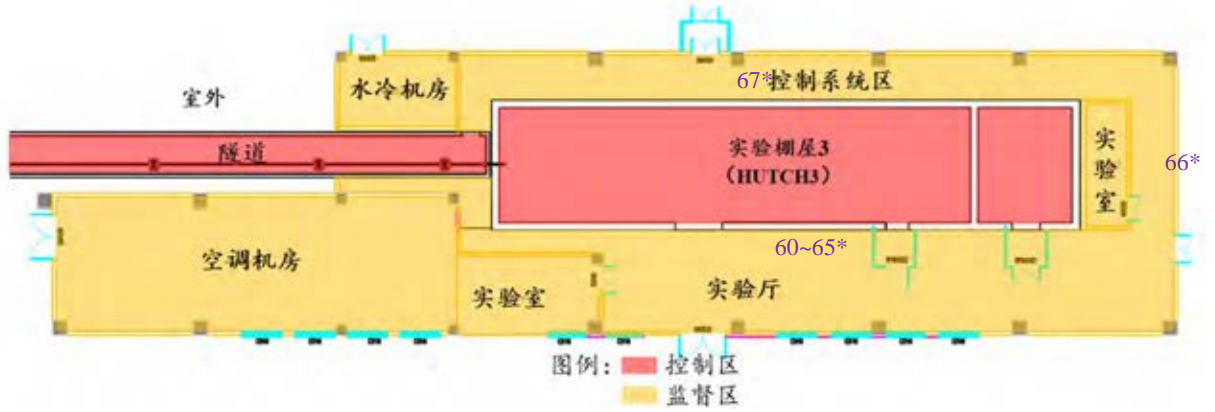 67*控制系统区
水冷机房
室外
隧道
实验棚屋3
(HUTCH3)
实验室
66*
60~65*
空调机房
实验室
实验厅
图例: 控制区
监督区